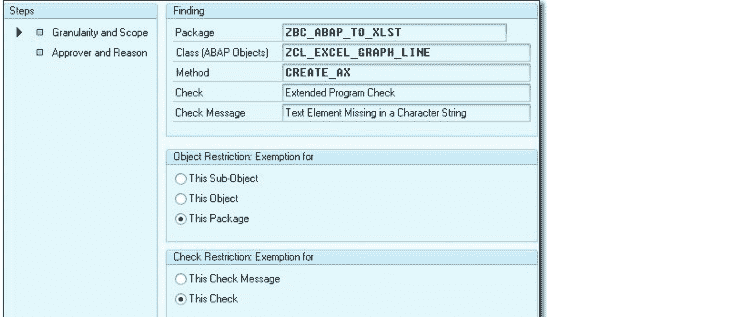 Steps
Granularity and Scope
Approver and Reason
Finding
Package ZBC_ABAP_TO_XLST
Class (ABAP Objects) ZCL_EXCEL_GRAPH_LINE
Method CREATE_AX
Check Extended Program Check
Check Message Text Element Missing in a Character String
Object Restriction: Exemption for
This Sub-Object
This Object
This Package
Check Restriction: Exemption for
This Check Message
This Check